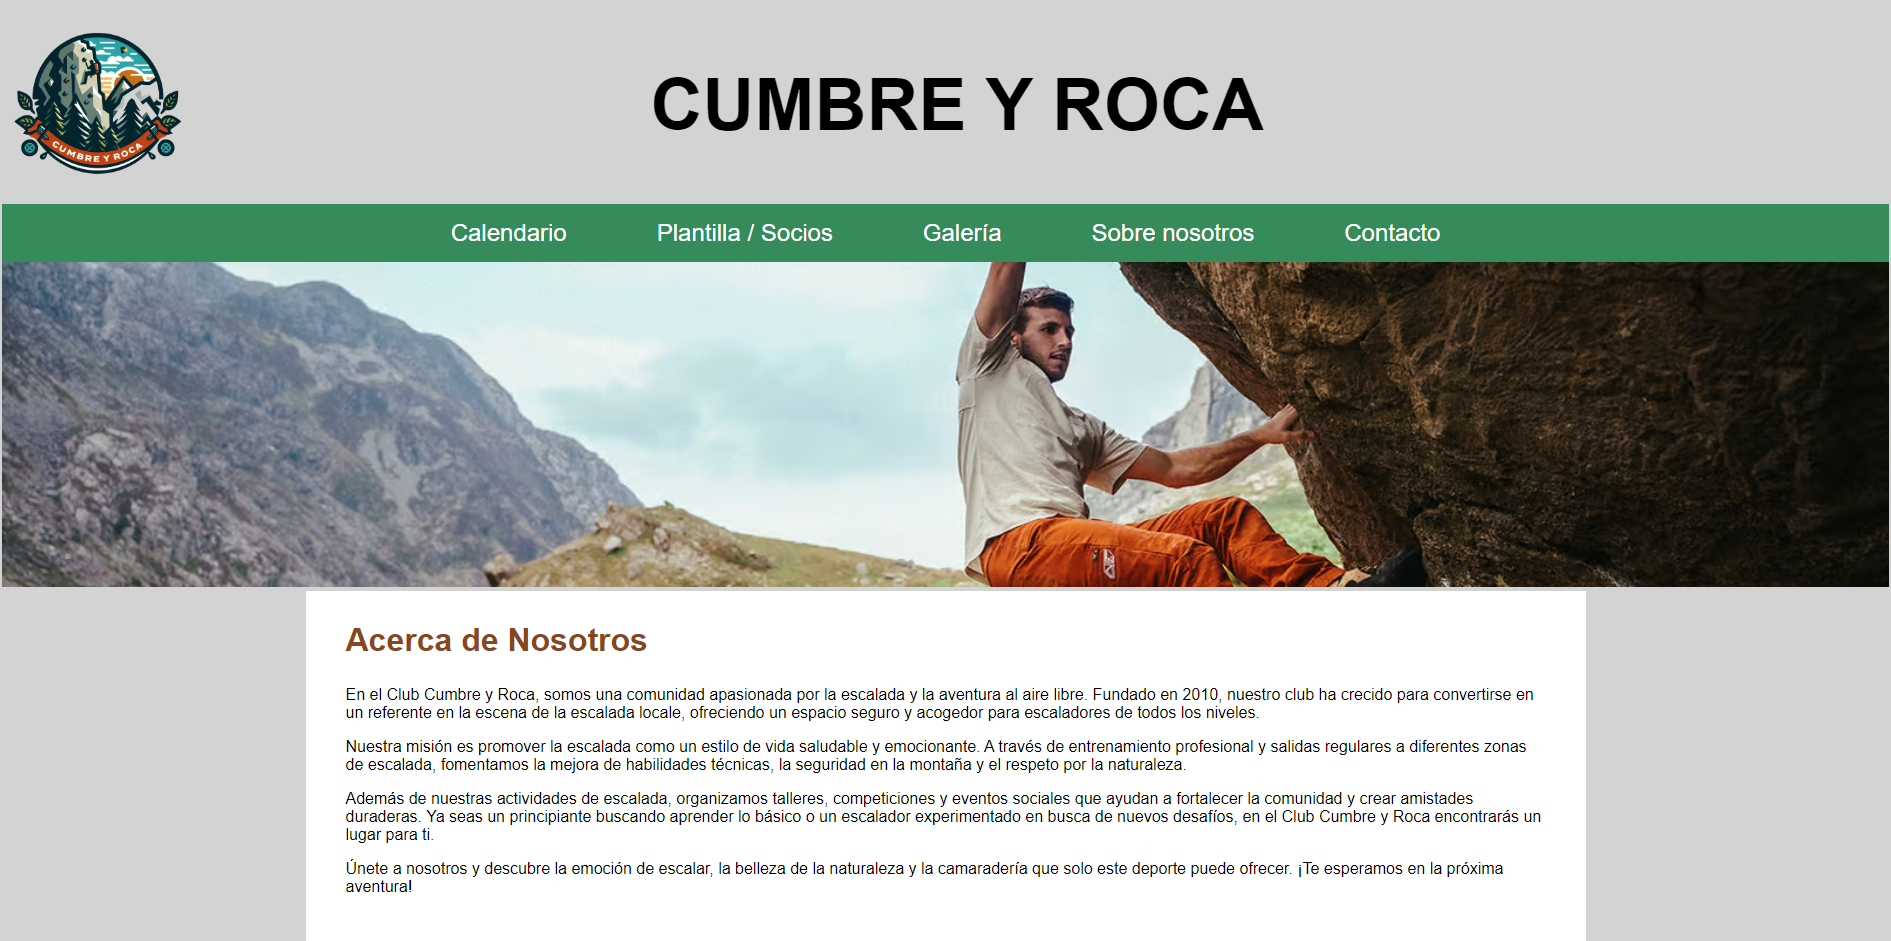 CUMBRE Y ROCA
CUMBRE Y ROCA
Calendario Plantilla / Socios Galería Sobre nosotros Contacto
Acerca de Nosotros
En el Club Cumbre y Roca, somos una comunidad apasionada por la escalada y la aventura al aire libre. Fundado en 2010, nuestro club ha crecido para convertirse en
un referente en la escena de la escalada locale, ofreciendo un espacio seguro y acogedor para escaladores de todos los niveles.
Nuestra misión es promover la escalada como un estilo de vida saludable y emocionante. A través de entrenamiento profesional y salidas regulares a diferentes zonas
de escalada, fomentamos la mejora de habilidades técnicas, la seguridad en la montaña y el respeto por la naturaleza.
Además de nuestras actividades de escalada, organizamos talleres, competiciones y eventos sociales que ayudan a fortalecer la comunidad y crear amistades
duraderas. Ya seas un principiante buscando aprender lo básico o un escalador experimentado en busca de nuevos desafíos, en el Club Cumbre y Roca encontrarás un
lugar para ti.
Únete a nosotros y descubre la emoción de escalar, la belleza de la naturaleza y la camaradería que solo este deporte puede ofrecer. ¡Te esperamos en la próxima
aventura!